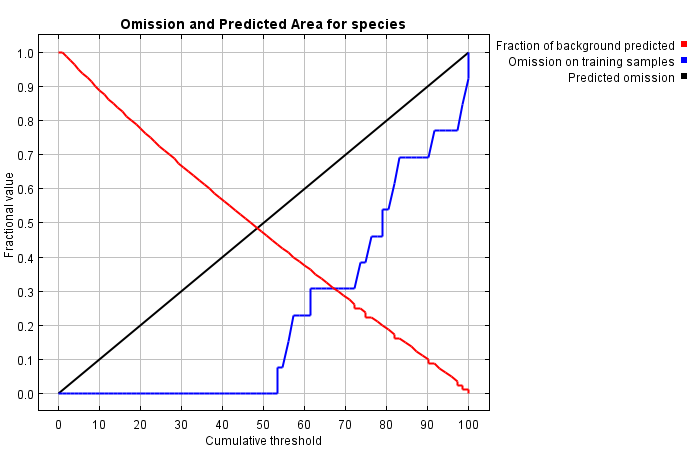 Omission and Predicted Area for species
Fraction of background predicted
Omission on training samples
Predicted omission
Fractional value
1.0
0.9
0.8
0.7
0.6
0.5
0.4
0.3
0.2
0.1
0.0
0 10 20 30 40 50 60 70 80 90 100
Cumulative threshold